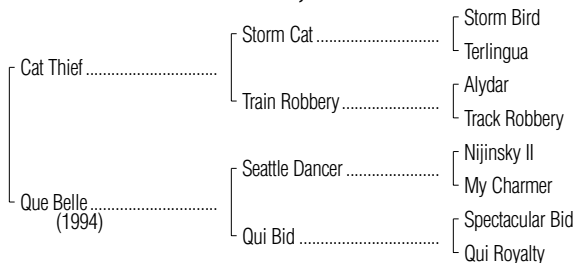 Storm Bird
Storm Cat ..............................
Terlingua
Cat Thief ................................
Alydar
Train Robbery .......................
Track Robbery
Nijinsky II
Seattle Dancer ......................
My Charmer
Que Belle ...............................
(1994)
Spectacular Bid
Qui Bid ..................................
Qui Royalty